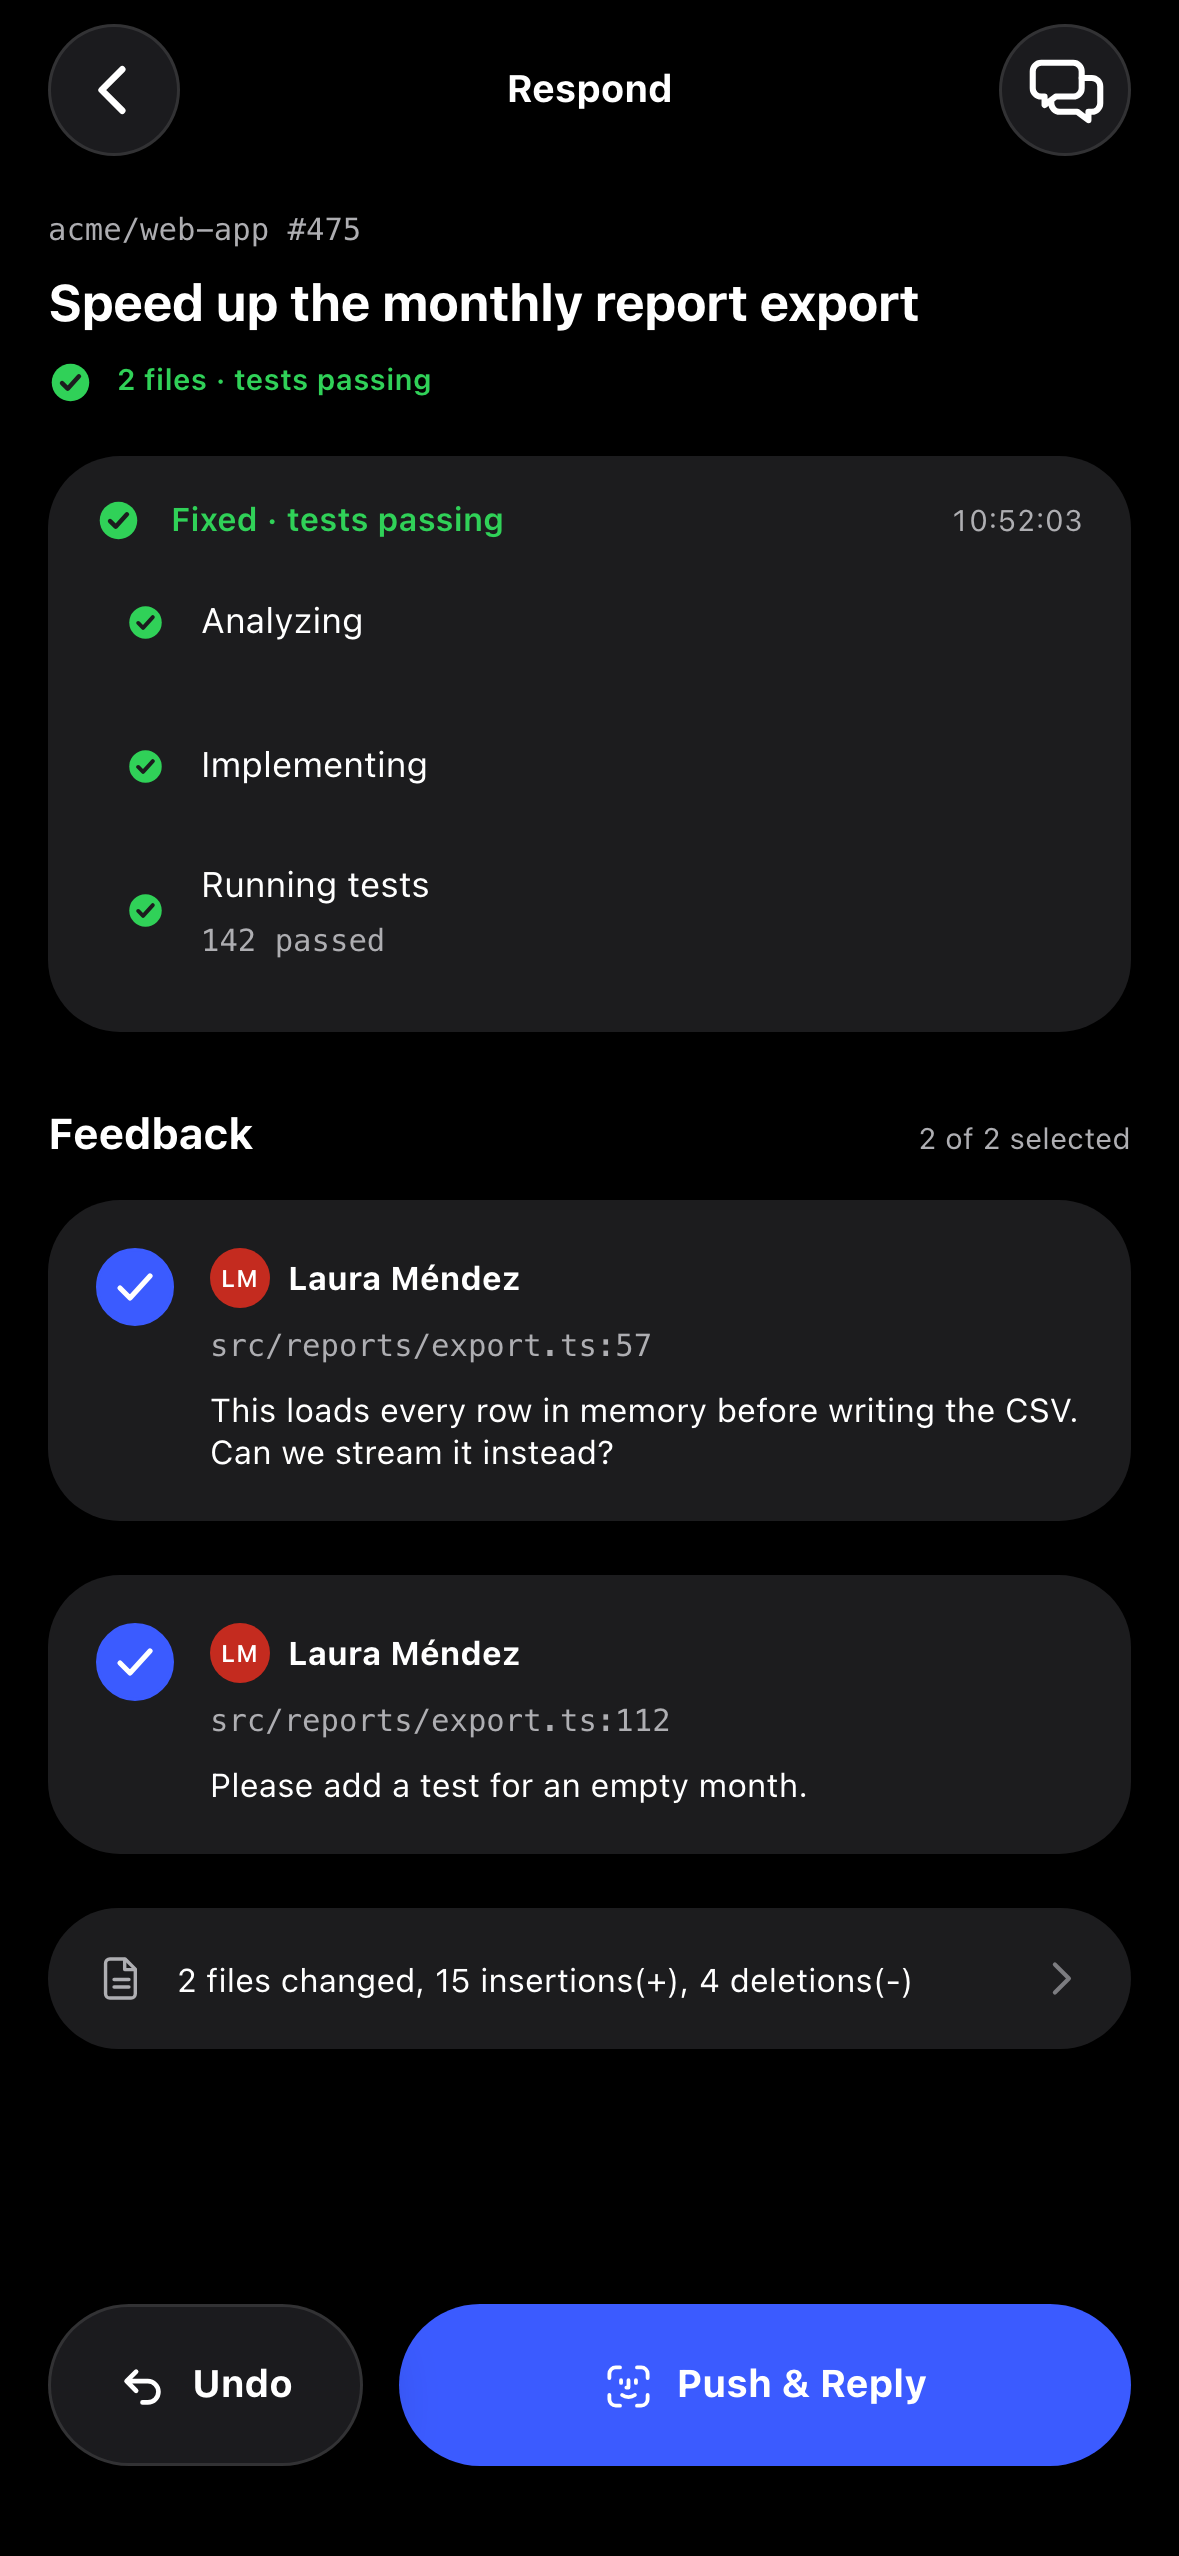 Respond
acme/web-app #475
Speed up the monthly report export
2 files · tests passing
Fixed · tests passing
10:52:03
Analyzing
Implementing
Running tests
142 passed
Feedback
2 of 2 selected
LM
Laura Méndez
src/reports/export.ts:57
This loads every row in memory before writing the CSV.
Can we stream it instead?
LM
Laura Méndez
src/reports/export.ts:112
Please add a test for an empty month.
2 files changed, 15 insertions(+), 4 deletions(-)
Undo
Push & Reply